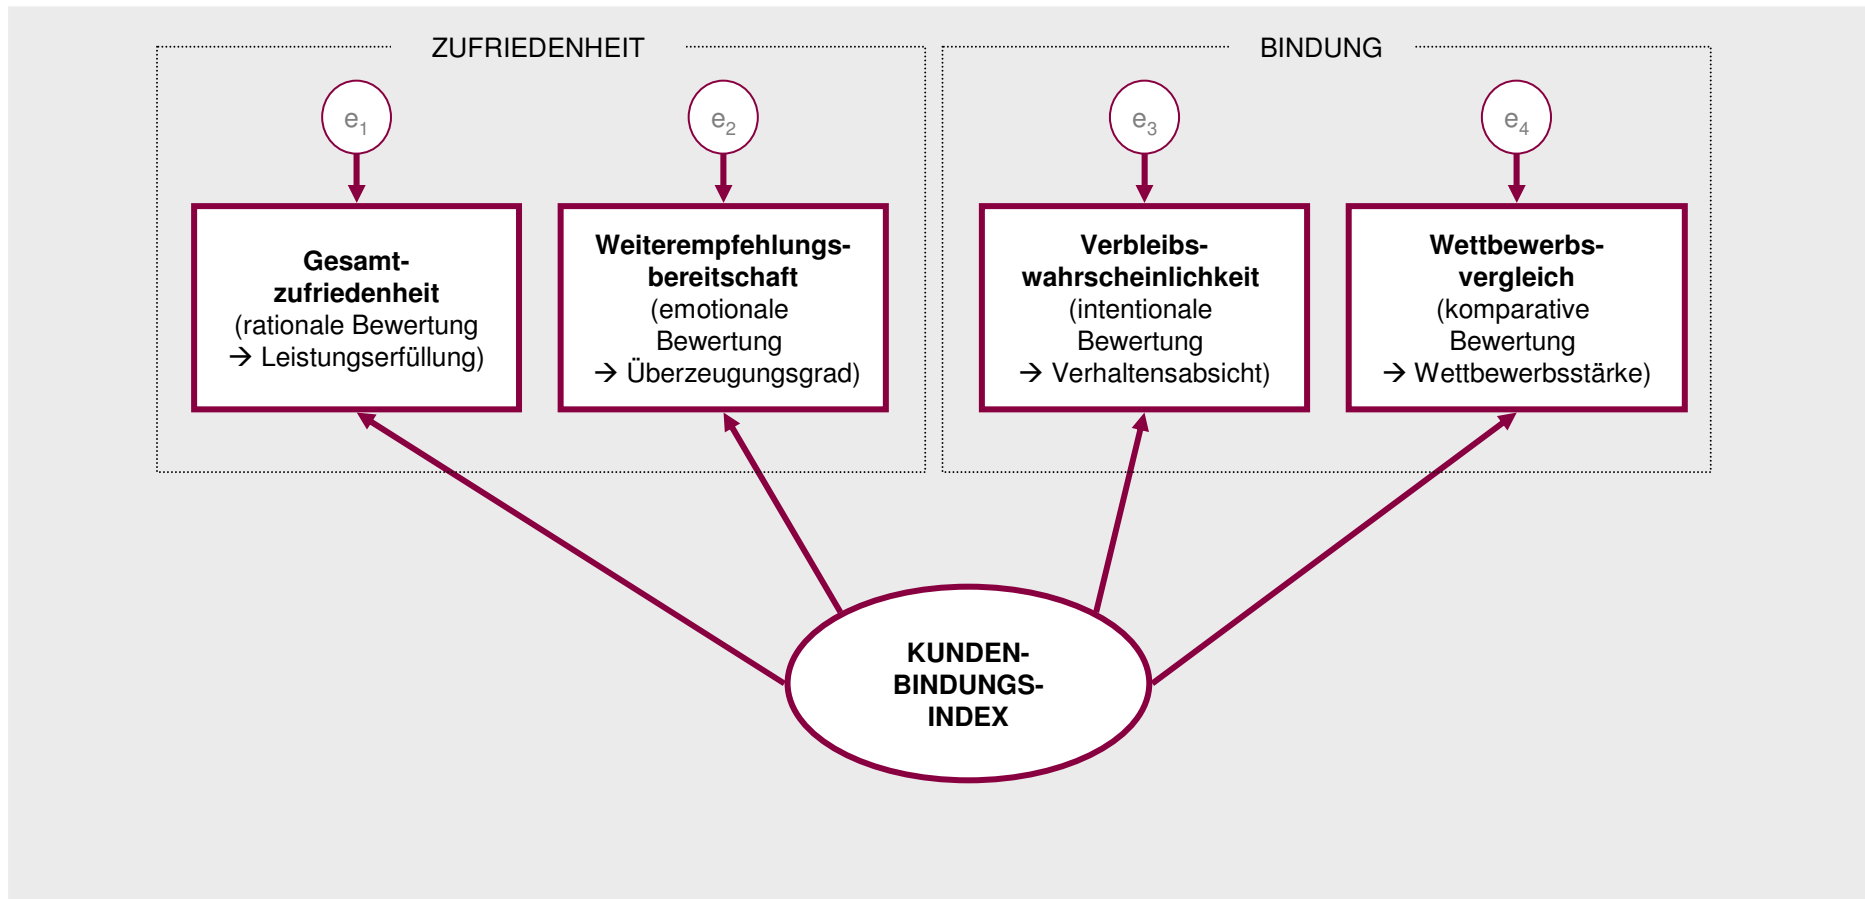 ZUFRIEDENHEIT
e1
e2
Gesamt-
zufriedenheit
(rationale Bewertung
→ Leistungserfüllung)
Weiterempfehlungs-
bereitschaft
(emotionale
Bewertung
→ Überzeugungsgrad)
BINDUNG
e3
e4
Verbleibs-
wahrscheinlichkeit
(intentionale
Bewertung
→ Verhaltensabsicht)
Wettbewerbs-
vergleich
(komparative
Bewertung
→ Wettbewerbsstärke)
KUNDEN-
BINDUNGS-
INDEX